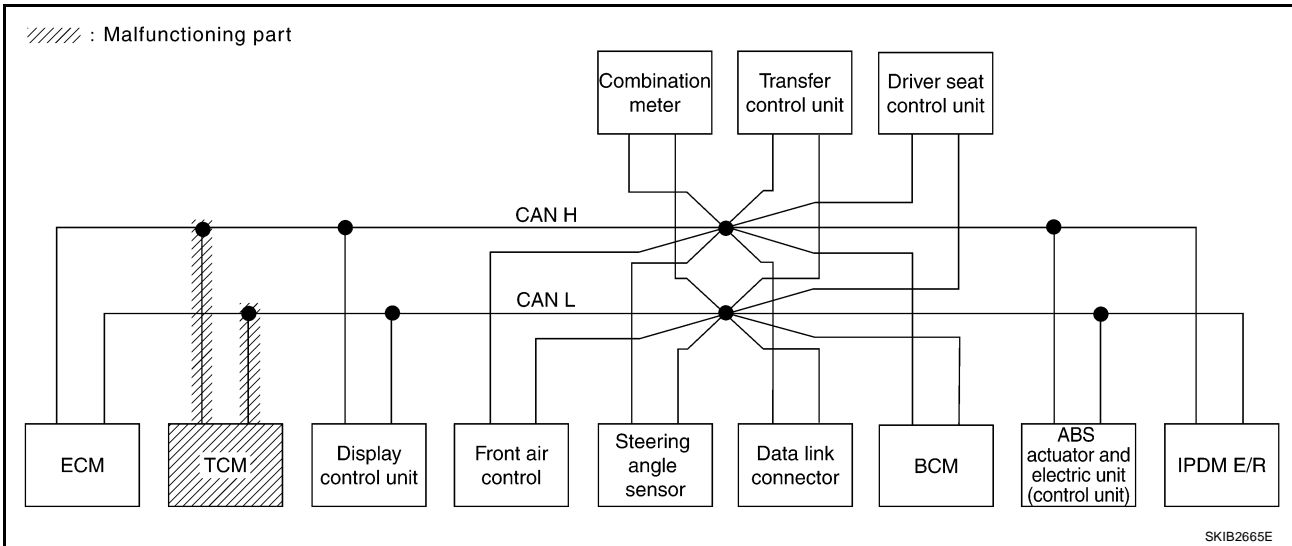 : Malfunctioning part
Combination
meter
Transfer
control unit
Driver seat
control unit
CAN H
CAN L
ECM
TCM
Display
control unit
Front air
control
Steering
angle
sensor
Data link
connector
BCM
ABS
actuator and
electric unit
(control unit)
IPDM E/R
SKIB2665E